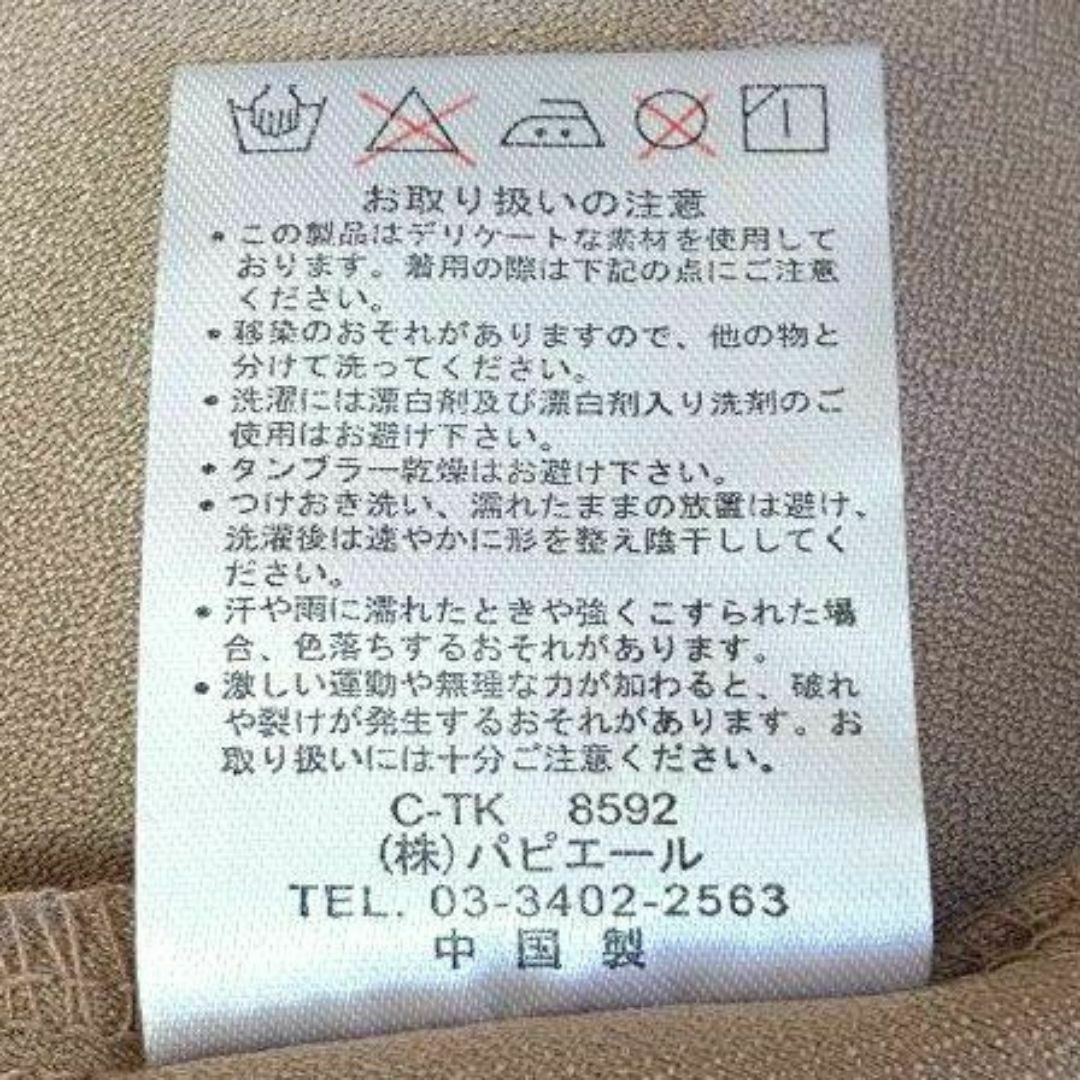 お取り扱いの注意
• この製品はデリケートな素材を使用して
おります。着用の際は下記の点にご注意
ください。
• 移染のおそれがありますので、他の物と
分けて洗ってください。
• 洗濯には漂白剤及び漂白剤入り洗剤のご
使用はお避け下さい。
• タンブラー乾燥はお避け下さい。
• つけおき洗い、濡れたままの放置は避け、
洗濯後は速やかに形を整え陰干ししてく
ださい。
• 汗や雨に濡れたときや強くこすられた場
合、色落ちするおそれがあります。
• 激しい運動や無理な力が加わると、破れ
や裂けが発生するおそれがあります。お
取り扱いには十分ご注意ください。
C-TK 8592
(株)パピエール
TEL. 03-3402-2563
中国製